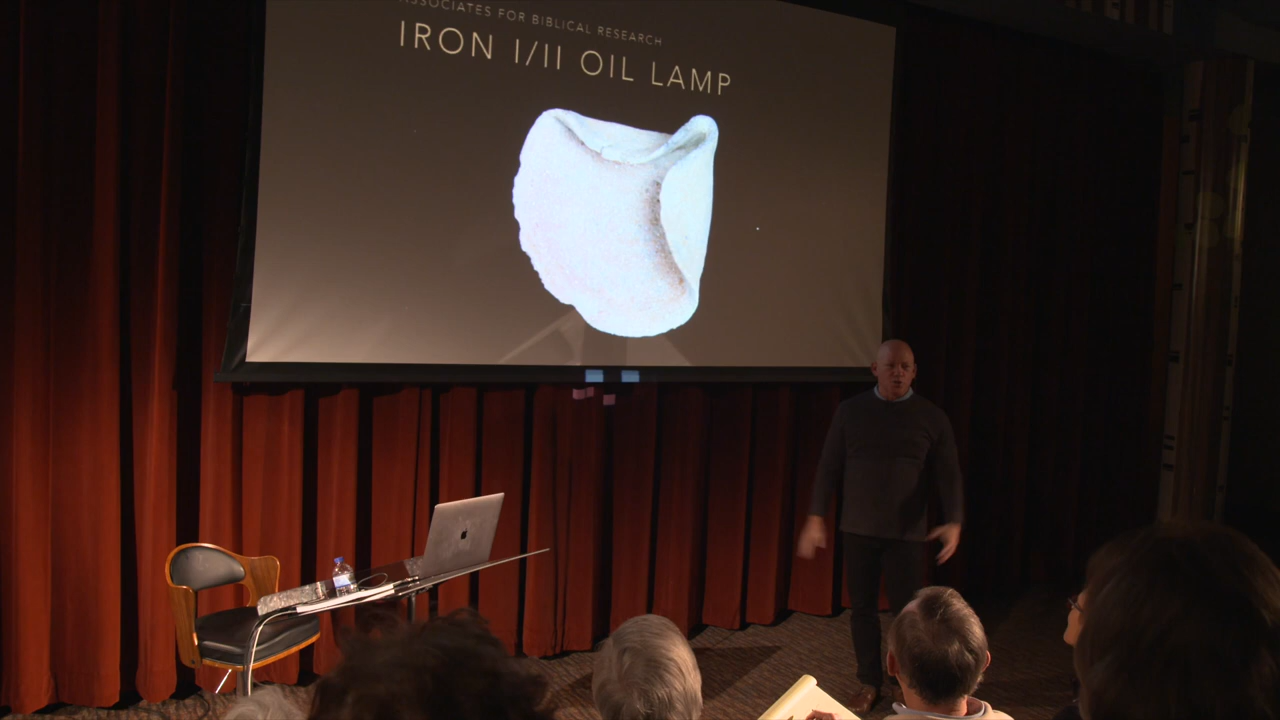 ASSOCIATES FOR BIBLICAL RESEARCH
IRON I/II OIL LAMP